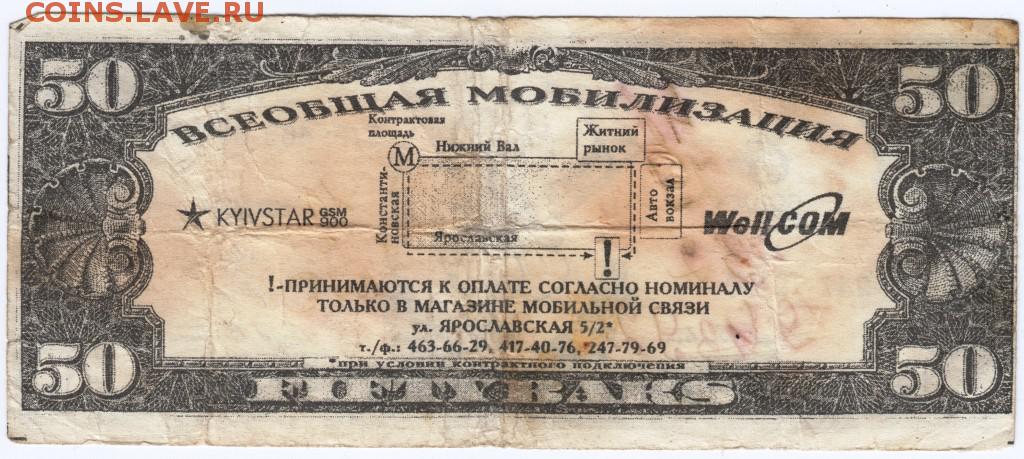 COINS.LAVE.RU
50 50
ВСЕОБЩАЯ МОБИЛИЗАЦИЯ
Контрактовая
площадь
М
Нижний Вал
Житний
рынок
Константи-
новская
Авто
вокзал
Ярославская
!
KYIVSTAR GSM
900
WellCOM
!-ПРИНИМАЮТСЯ К ОПЛАТЕ СОГЛАСНО НОМИНАЛУ
ТОЛЬКО В МАГАЗИНЕ МОБИЛЬНОЙ СВЯЗИ
ул. ЯРОСЛАВСКАЯ 5/2*
т./ф.: 463-66-29, 417-40-76, 247-79-69
*при условии контрактного подключения
50 50